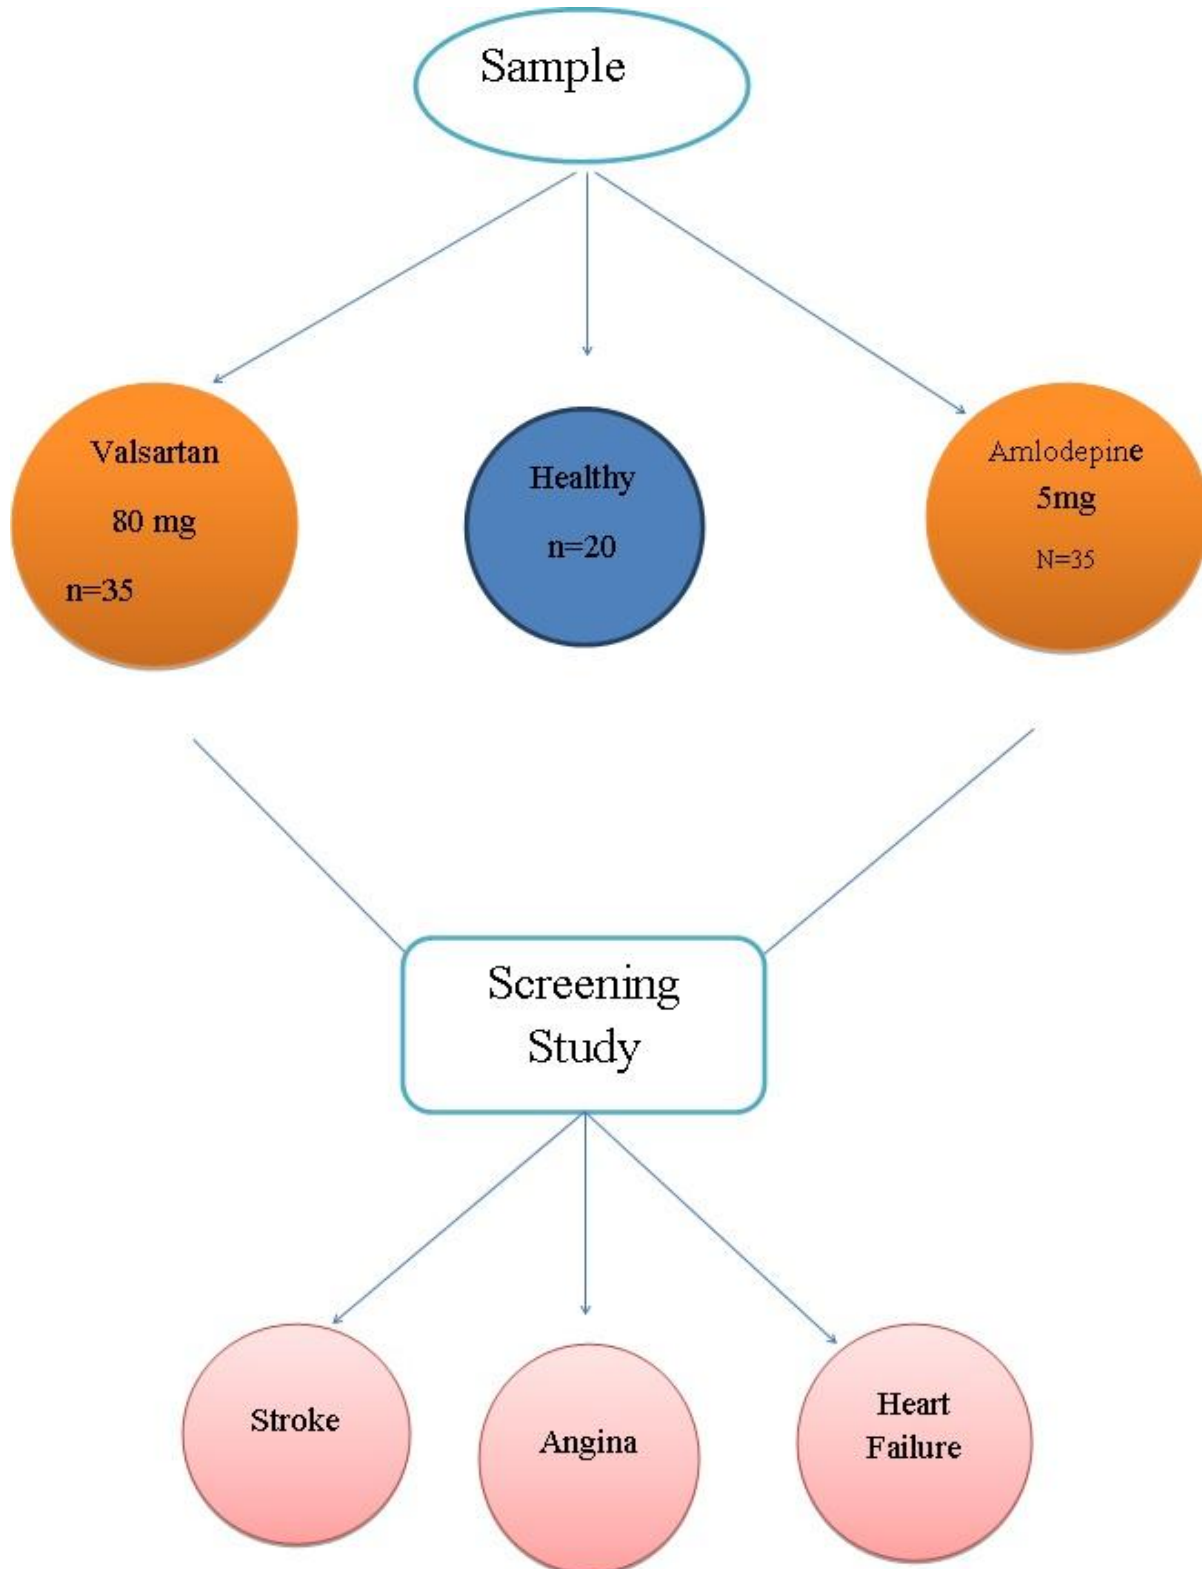 Sample
Valsartan
80 mg
n=35
Healthy
n=20
Amlodepine
5mg
N=35
Screening
Study
Stroke
Angina
Heart
Failure